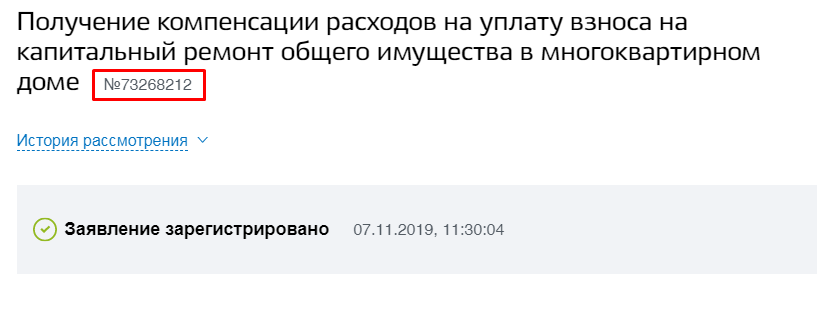 Получение компенсации расходов на уплату взноса на
капитальный ремонт общего имущества в многоквартирном
доме №73268212
История рассмотрения
Заявление зарегистрировано 07.11.2019, 11:30:04